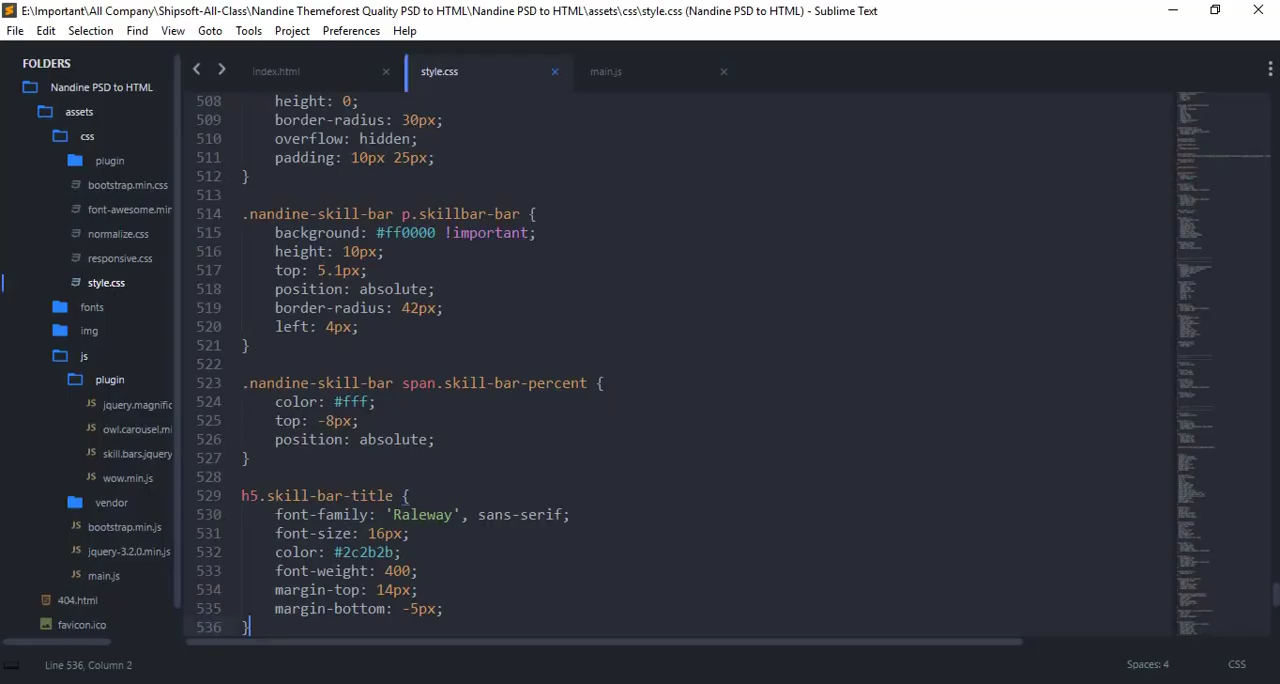 E:\Important\All Company\Shipsoft-All-Class\Nandine Themeforest Quality PSD to HTML\Nandine PSD to HTML\assets\css\style.css (Nandine PSD to HTML) - Sublime Text
File Edit Selection Find View Goto Tools Project Preferences Help
FOLDERS
Nandine PSD to HTML
assets
css
plugin
bootstrap.min.css
font-awesome.mir
normalize.css
responsive.css
style.css
fonts
img
js
plugin
jquery.magnific
owl.carousel.mi
skill.bars.jquery
wow.min.js
vendor
bootstrap.min.js
jquery-3.2.0.min.js
main.js
404.html
favicon.ico
index.html style.css main.js
508 height: 0;
509 border-radius: 30px;
510 overflow: hidden;
511 padding: 10px 25px;
512 }
513
514 .nandine-skill-bar p.skillbar-bar {
515 background: #ff0000 !important;
516 height: 10px;
517 top: 5.1px;
518 position: absolute;
519 border-radius: 42px;
520 left: 4px;
521 }
522
523 .nandine-skill-bar span.skill-bar-percent {
524 color: #fff;
525 top: -8px;
526 position: absolute;
527 }
528
529 h5.skill-bar-title {
530 font-family: 'Raleway', sans-serif;
531 font-size: 16px;
532 color: #2c2b2b;
533 font-weight: 400;
534 margin-top: 14px;
535 margin-bottom: -5px;
536 }
Line 536, Column 2 Spaces: 4 CSS